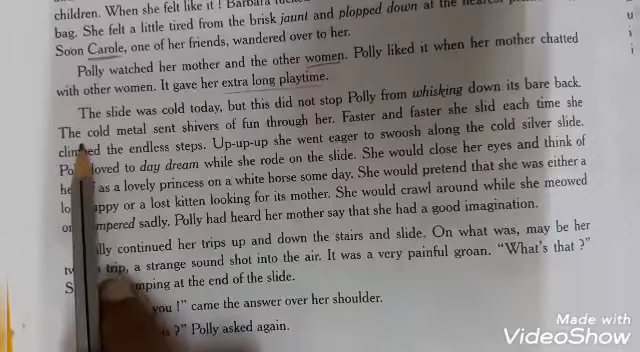 children. When she felt like it! Barbara
bag. She felt a little tired from the brisk jaunt and plopped down at the nearest
Soon Carole, one of her friends, wandered over to her.
Polly watched her mother and the other women. Polly liked it when her mother chatted
with other women. It gave her extra long playtime.
The slide was cold today, but this did not stop Polly from whisking down its bare back.
The cold metal sent shivers of fun through her. Faster and faster she slid each time she
the endless steps. Up-up-up she went eager to swoosh along the cold silver slide.
loved to day dream while she rode on the slide. She would close her eyes and think of
as a lovely princess on a white horse some day. She would pretend that she was either a
or a lost kitten looking for its mother. She would crawl around while she meowed
sadly. Polly had heard her mother say that she had a good imagination.
continued her trips up and down the stairs and slide. On what was, may be her
trip, a strange sound shot into the air. It was a very painful groan. "What's that?"
at the end of the slide.
you!" came the answer over her shoulder.
?" Polly asked again.
Made with
VideoShow